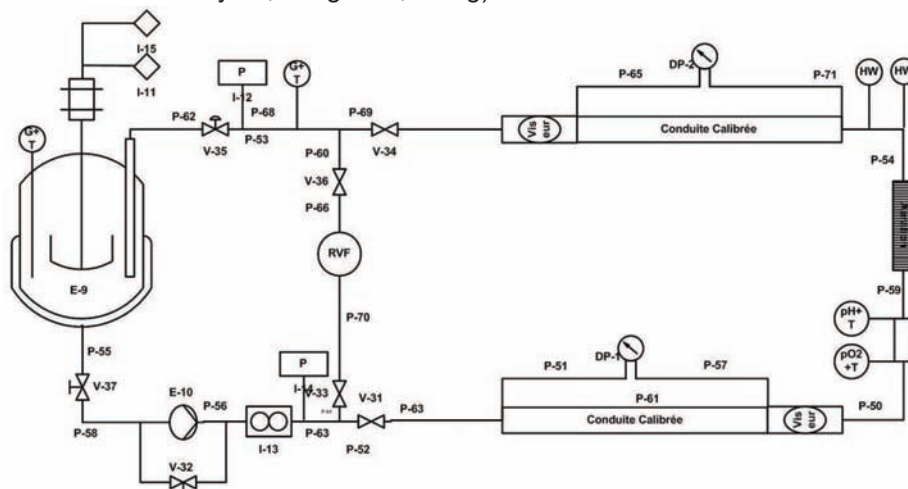 I-15
I-11
P
I-12
G+
T
DP-2
P-65
P-71
HW
HW
P-62
P-68
P-69
V-35
P-53
V-34
Vis
eur
Conduite Calibrée
G+
T
P-60
P-54
V-36
P-66
RVF
E-9
P-59
P-70
pH+
T
P-55
P
I-14
DP-1
pO2
+T
P-51
P-57
V-37
E-10
P-56
V-33
V-31
P-63
P-61
P-50
P-58
I-13
P-63
P-52
Conduite Calibrée
Vis
eur
V-32